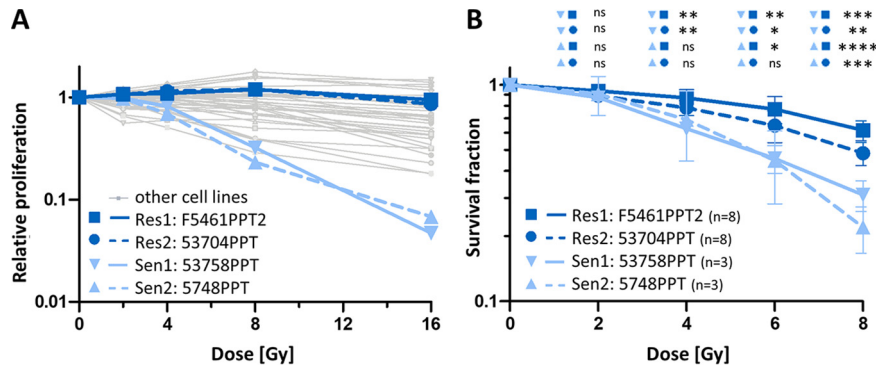 A
Relative proliferation
1
0.1
0.01
other cell lines
Res1: F5461PPT2
Res2: 53704PPT
Sen1: 53758PPT
Sen2: 5748PPT
0 4 8 12 16
Dose [Gy]
B
ns ** ** ***
ns ** * **
ns ns * ****
ns ns ns ***
Survival fraction
1
0.1
Res1: F5461PPT2 (n=8)
Res2: 53704PPT (n=8)
Sen1: 53758PPT (n=3)
Sen2: 5748PPT (n=3)
0 2 4 6 8
Dose [Gy]